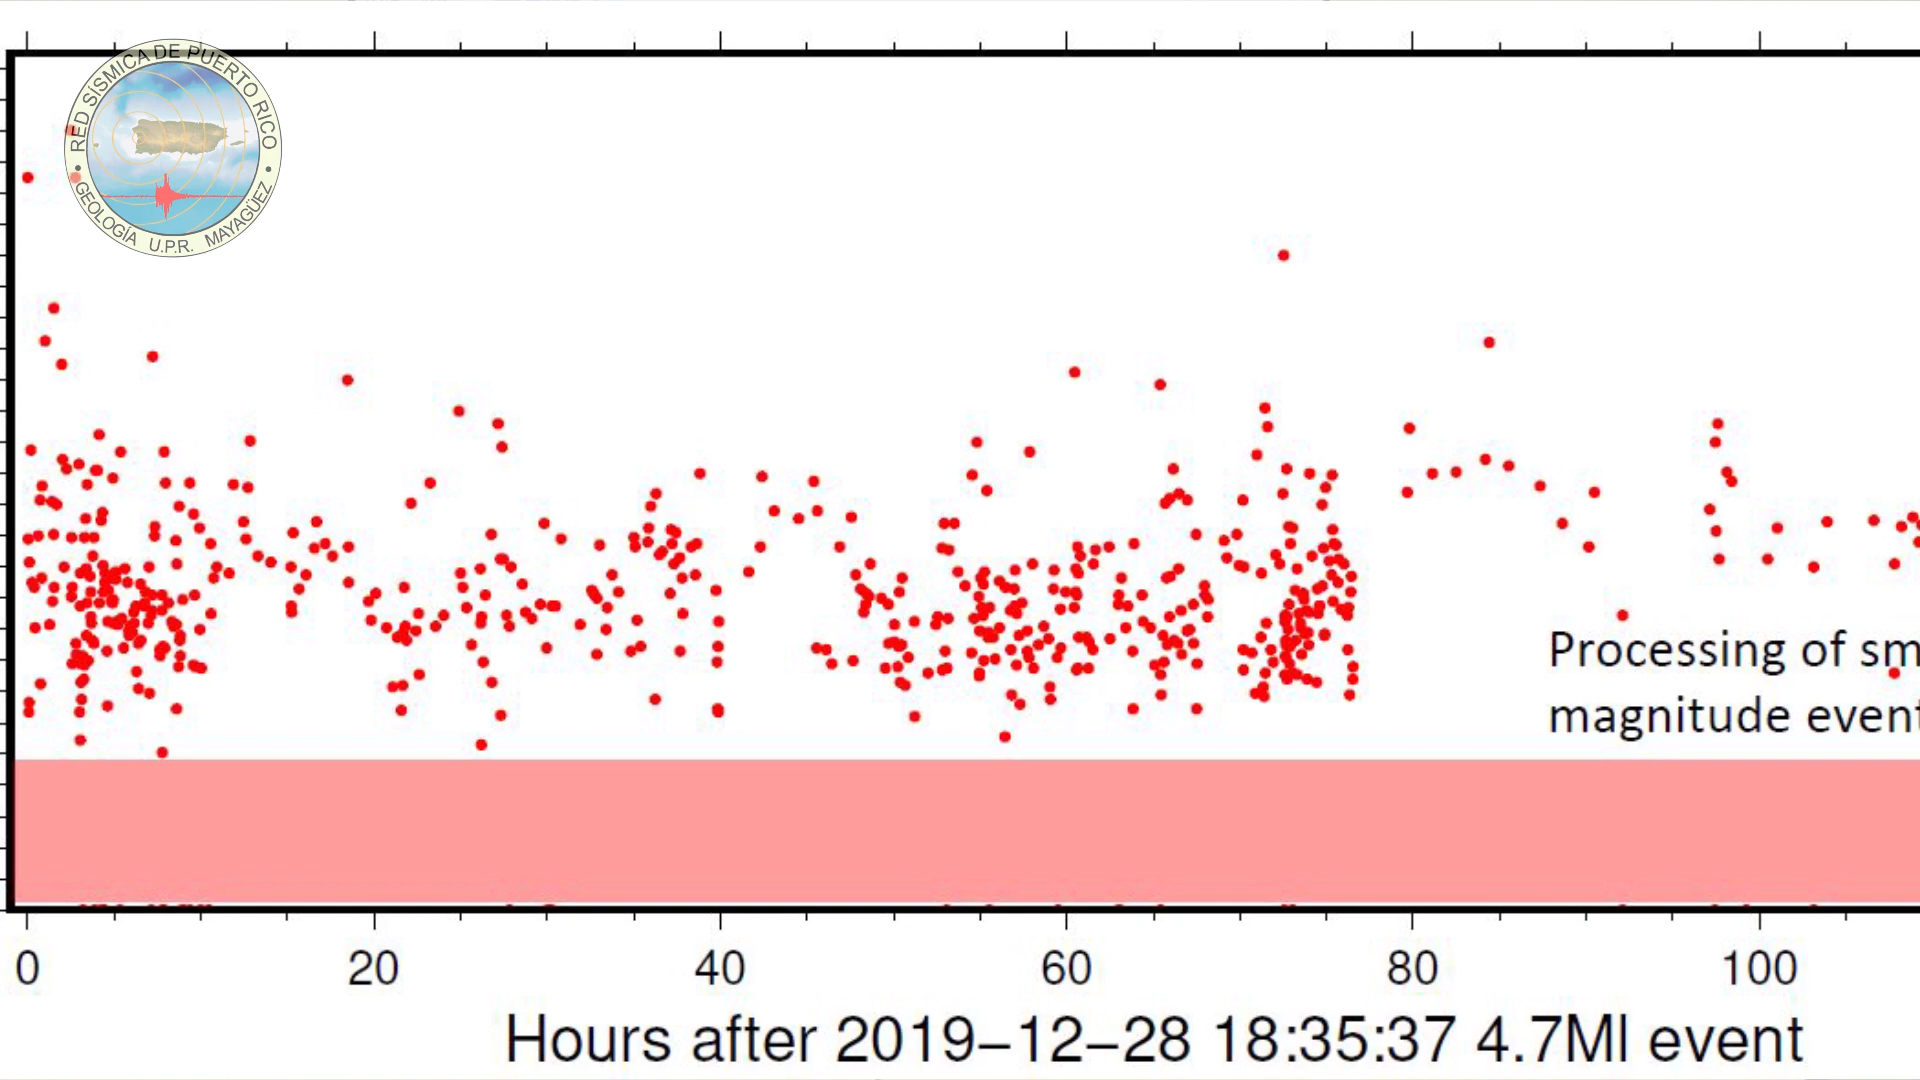 RED SÍSMICA DE PUERTO RICO
GEOLOGÍA U.P.R. MAYAGÜEZ
Processing of sm
magnitude event
0 20 40 60 80 100
Hours after 2019–12–28 18:35:37 4.7Ml event